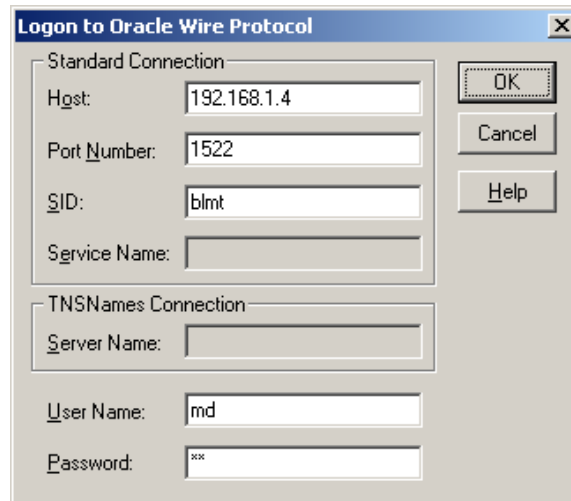 Logon to Oracle Wire Protocol
Standard Connection
Host: 192.168.1.4
Port Number: 1522
SID: blmt
Service Name:
TNSNames Connection
Server Name:
User Name: md
Password: **
OK
Cancel
Help